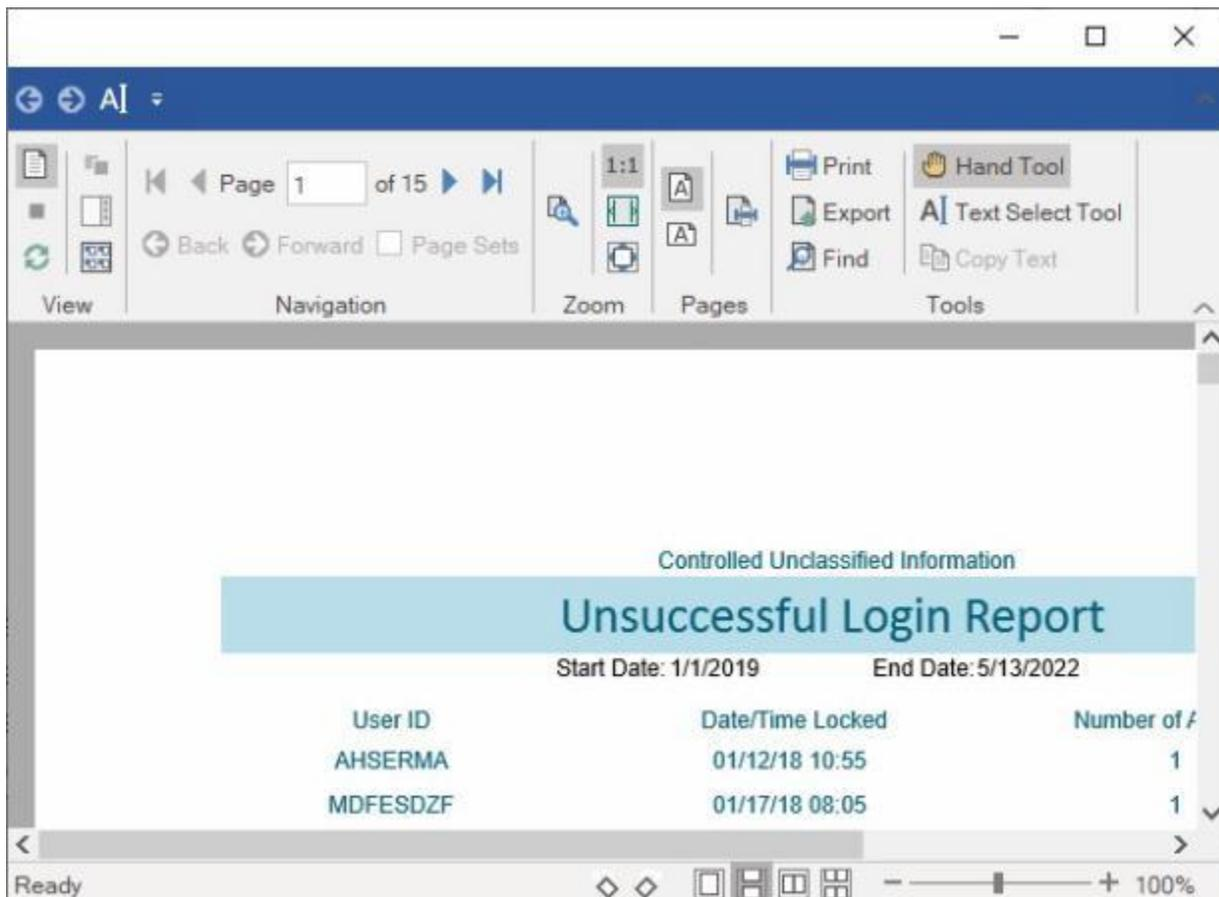 A
1:1
Print
Hand Tool
Page 1 of 15
A
Export
A Text Select Tool
Back Forward Page Sets
A
Find
Copy Text
View Navigation Zoom Pages Tools
Controlled Unclassified Information
Unsuccessful Login Report
Start Date: 1/1/2019 End Date: 5/13/2022
User ID Date/Time Locked Number of
AHSERMA 01/12/18 10:55 1
MDFESDZF 01/17/18 08:05 1
Ready 100%